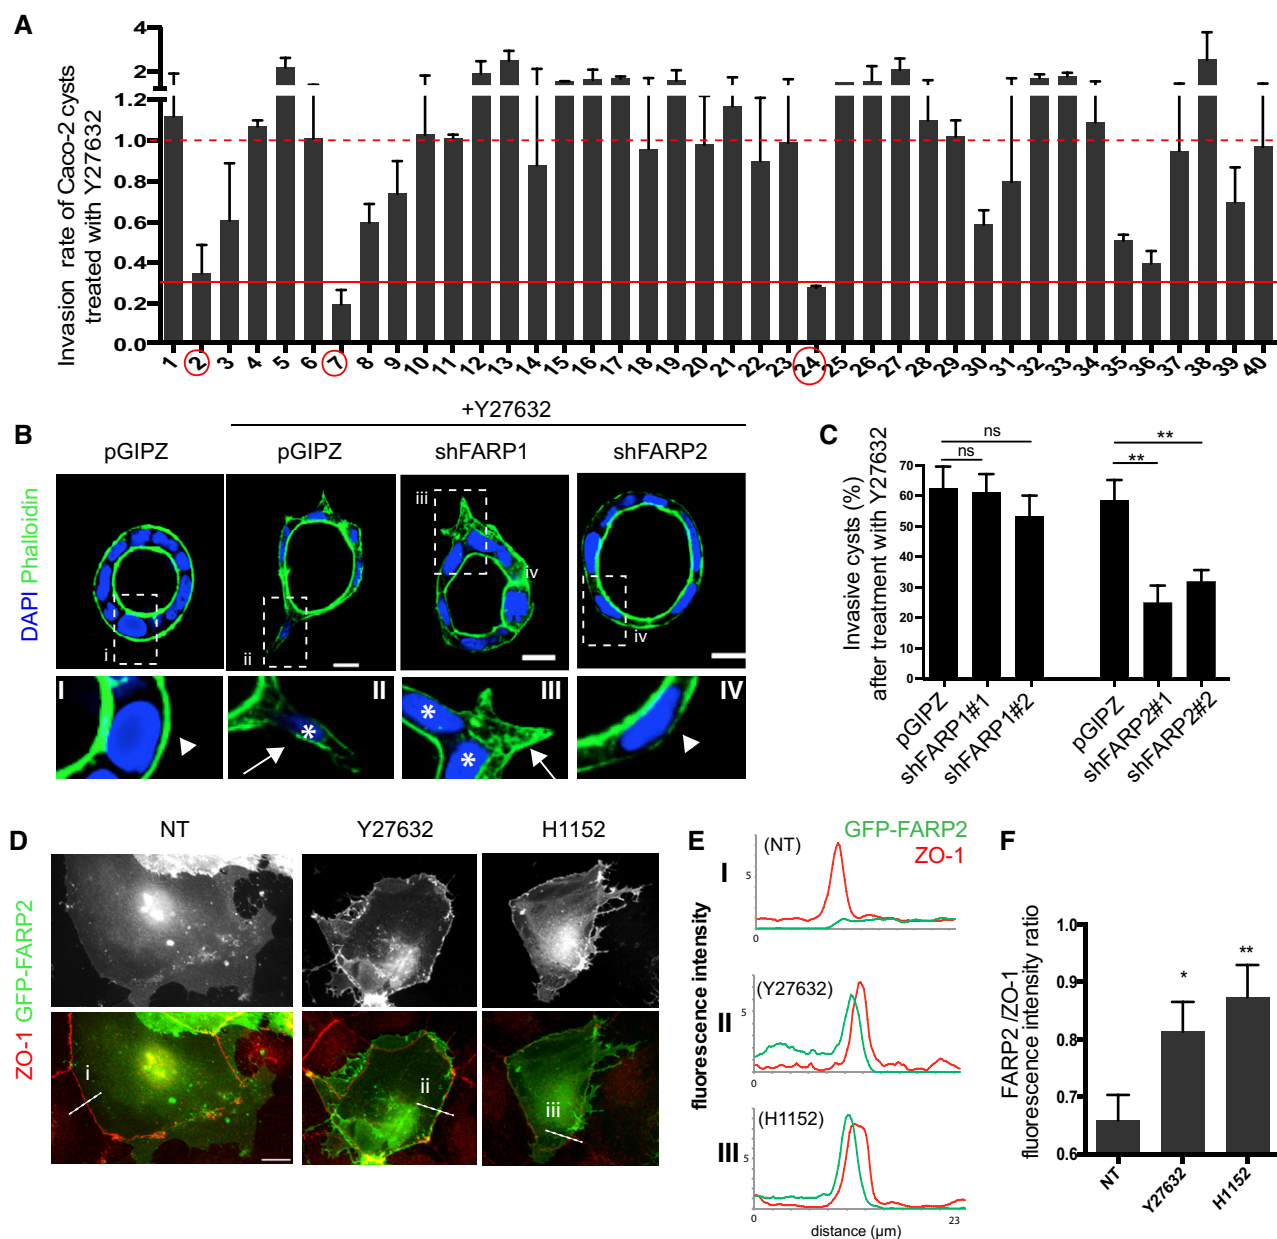 A
Invasion rate of Caco-2 cysts
treated with Y27632
4
2
1.2
1.0
0.8
0.6
0.4
0.2
0.0
1 2 3 4 5 6 7 8 9 10 11 12 13 14 15 16 17 18 19 20 21 22 23 24 25 26 27 28 29 30 31 32 33 34 35 36 37 38 39 40
B
+Y27632
pGIPZ pGIPZ shFARP1 shFARP2
DAPI Phalloidin
i
ii
iii
iv
iv
I
II
*
III
*
*
IV
C
Invasive cysts (%)
after treatment with Y27632
70
60
50
40
30
20
10
0
ns
ns
**
**
pGIPZ
shFARP1#1
shFARP1#2
pGIPZ
shFARP2#1
shFARP2#2
D
NT Y27632 H1152
ZO-1 GFP-FARP2
i
ii
iii
E
GFP-FARP2
ZO-1
fluorescence intensity
I
(NT)
5
0
II
(Y27632)
5
0
III
(H1152)
5
0
23
distance (µm)
F
FARP2 /ZO-1
fluorescence intensity ratio
1.0
0.9
0.8
0.7
0.6
*
**
NT
Y27632
H1152